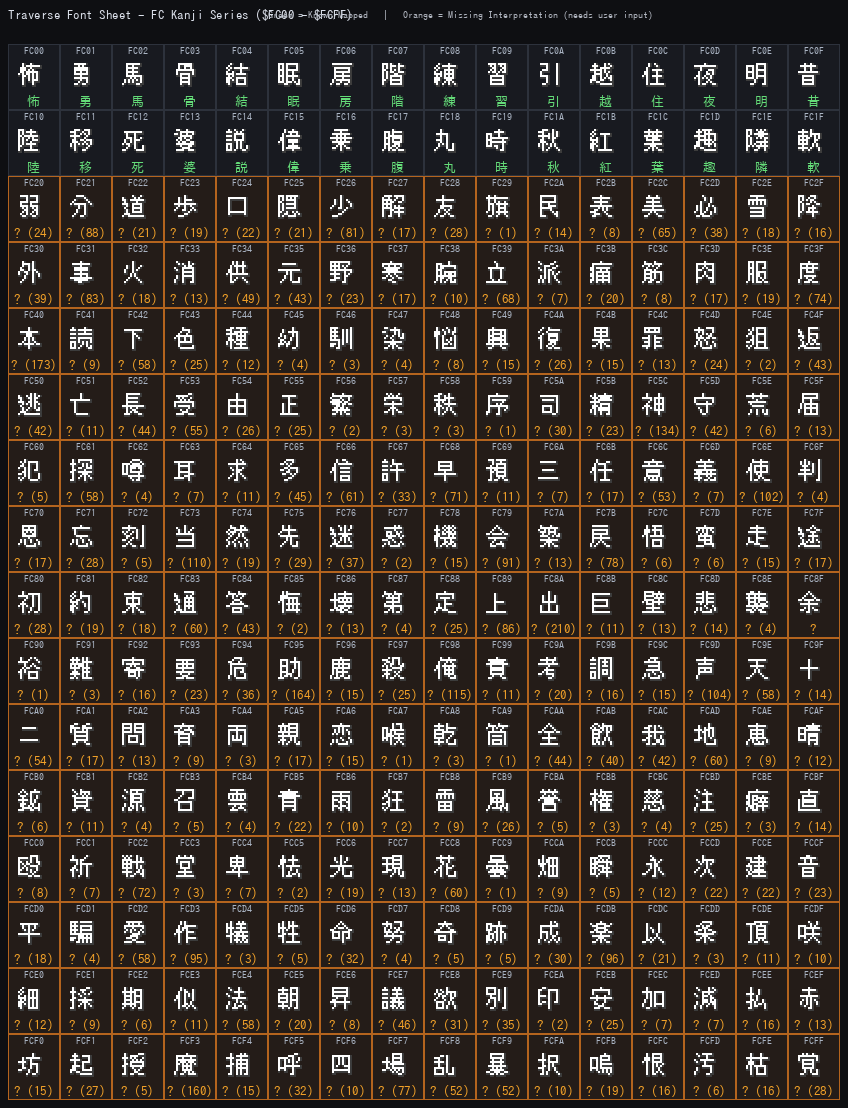 Traverse Font Sheet - FC Kanji Series ($FC00 - $FCFF) | Orange = Missing Interpretation (needs user input)
FC00 FC01 FC02 FC03 FC04 FC05 FC06 FC07 FC08 FC09 FC0A FC0B FC0C FC0D FC0E FC0F
怖 勇 馬 骨 結 眠 房 階 練 習 引 越 住 夜 明 昔
怖 勇 馬 骨 結 眠 房 階 練 習 引 越 住 夜 明 昔
FC10 FC11 FC12 FC13 FC14 FC15 FC16 FC17 FC18 FC19 FC1A FC1B FC1C FC1D FC1E FC1F
陸 移 死 婆 説 偉 乗 腹 丸 時 秋 紅 葉 趣 隣 軟
陸 移 死 婆 説 偉 乗 腹 丸 時 秋 紅 葉 趣 隣 軟
FC20 FC21 FC22 FC23 FC24 FC25 FC26 FC27 FC28 FC29 FC2A FC2B FC2C FC2D FC2E FC2F
弱 分 道 歩 口 隠 少 解 友 旗 民 表 美 必 雪 降
? (24) ? (88) ? (21) ? (19) ? (22) ? (21) ? (81) ? (17) ? (28) ? (1) ? (14) ? (8) ? (65) ? (38) ? (18) ? (16)
FC30 FC31 FC32 FC33 FC34 FC35 FC36 FC37 FC38 FC39 FC3A FC3B FC3C FC3D FC3E FC3F
外 事 火 消 供 元 野 寒 腕 立 派 痛 筋 肉 服 度
? (39) ? (83) ? (18) ? (13) ? (49) ? (43) ? (23) ? (17) ? (10) ? (68) ? (7) ? (20) ? (8) ? (17) ? (19) ? (74)
FC40 FC41 FC42 FC43 FC44 FC45 FC46 FC47 FC48 FC49 FC4A FC4B FC4C FC4D FC4E FC4F
本 読 下 色 種 幼 馴 染 悩 興 復 果 罪 怒 狙 返
? (173) ? (9) ? (58) ? (25) ? (12) ? (4) ? (3) ? (4) ? (8) ? (15) ? (26) ? (15) ? (13) ? (24) ? (2) ? (43)
FC50 FC51 FC52 FC53 FC54 FC55 FC56 FC57 FC58 FC59 FC5A FC5B FC5C FC5D FC5E FC5F
逃 亡 長 受 由 正 繁 栄 秩 序 司 精 神 守 荒 届
? (42) ? (11) ? (44) ? (55) ? (26) ? (25) ? (2) ? (3) ? (3) ? (1) ? (30) ? (23) ? (134) ? (42) ? (6) ? (13)
FC60 FC61 FC62 FC63 FC64 FC65 FC66 FC67 FC68 FC69 FC6A FC6B FC6C FC6D FC6E FC6F
犯 探 噂 耳 求 多 信 許 早 預 三 任 意 義 使 判
? (5) ? (58) ? (4) ? (7) ? (11) ? (45) ? (61) ? (33) ? (71) ? (11) ? (7) ? (17) ? (53) ? (7) ? (102) ? (4)
FC70 FC71 FC72 FC73 FC74 FC75 FC76 FC77 FC78 FC79 FC7A FC7B FC7C FC7D FC7E FC7F
恩 忘 刻 当 然 先 迷 惑 機 会 築 戻 悟 蛮 走 途
? (17) ? (28) ? (5) ? (110) ? (19) ? (29) ? (37) ? (2) ? (15) ? (91) ? (13) ? (78) ? (6) ? (6) ? (15) ? (17)
FC80 FC81 FC82 FC83 FC84 FC85 FC86 FC87 FC88 FC89 FC8A FC8B FC8C FC8D FC8E FC8F
初 約 東 通 答 悔 壊 第 定 上 出 巨 壁 悲 襲 余
? (28) ? (19) ? (18) ? (60) ? (43) ? (2) ? (13) ? (4) ? (25) ? (86) ? (210) ? (11) ? (13) ? (14) ? (4) ?
FC90 FC91 FC92 FC93 FC94 FC95 FC96 FC97 FC98 FC99 FC9A FC9B FC9C FC9D FC9E FC9F
裕 難 寄 要 危 助 鹿 殺 俺 責 考 調 急 声 天 十
? (1) ? (3) ? (16) ? (23) ? (36) ? (164) ? (15) ? (25) ? (115) ? (11) ? (20) ? (16) ? (15) ? (104) ? (58) ? (14)
FCA0 FCA1 FCA2 FCA3 FCA4 FCA5 FCA6 FCA7 FCA8 FCA9 FCAA FCAB FCAC FCAD FCAE FCAF
二 質 問 育 両 親 恋 喉 乾 筒 全 飲 我 地 恵 晴
? (54) ? (17) ? (13) ? (9) ? (3) ? (17) ? (15) ? (1) ? (3) ? (1) ? (44) ? (40) ? (42) ? (60) ? (9) ? (12)
FCB0 FCB1 FCB2 FCB3 FCB4 FCB5 FCB6 FCB7 FCB8 FCB9 FCBA FCBB FCBC FCBD FCBE FCBF
鉱 資 源 召 雲 青 雨 狂 雷 風 誉 権 慈 注 癖 直
? (6) ? (11) ? (4) ? (5) ? (4) ? (22) ? (10) ? (2) ? (9) ? (26) ? (5) ? (3) ? (4) ? (25) ? (3) ? (14)
FCC0 FCC1 FCC2 FCC3 FCC4 FCC5 FCC6 FCC7 FCC8 FCC9 FCCA FCCB FCCC FCCD FCCE FCCF
殴 祈 戦 堂 卑 怯 光 現 花 曇 畑 瞬 永 次 建 音
? (8) ? (7) ? (72) ? (3) ? (7) ? (2) ? (19) ? (13) ? (60) ? (1) ? (9) ? (5) ? (12) ? (22) ? (22) ? (23)
FCD0 FCD1 FCD2 FCD3 FCD4 FCD5 FCD6 FCD7 FCD8 FCD9 FCDA FCDB FCDC FCDD FCDE FCDF
平 騙 愛 作 犠 牲 命 努 奇 跡 成 楽 以 条 頂 咲
? (18) ? (4) ? (58) ? (95) ? (3) ? (5) ? (32) ? (4) ? (5) ? (5) ? (30) ? (96) ? (21) ? (3) ? (11) ? (10)
FCE0 FCE1 FCE2 FCE3 FCE4 FCE5 FCE6 FCE7 FCE8 FCE9 FCEA FCEB FCEC FCED FCEE FCEF
細 採 期 似 法 朝 昇 議 欲 別 印 安 加 減 払 赤
? (12) ? (9) ? (6) ? (11) ? (58) ? (20) ? (8) ? (46) ? (31) ? (35) ? (2) ? (25) ? (7) ? (7) ? (16) ? (13)
FCF0 FCF1 FCF2 FCF3 FCF4 FCF5 FCF6 FCF7 FCF8 FCF9 FCFA FCFB FCFC FCFD FCFE FCFF
坊 起 授 魔 捕 呼 四 場 乱 暴 択 嗚 恨 汚 枯 覚
? (15) ? (27) ? (5) ? (160) ? (15) ? (32) ? (10) ? (77) ? (52) ? (52) ? (10) ? (19) ? (16) ? (6) ? (16) ? (28)